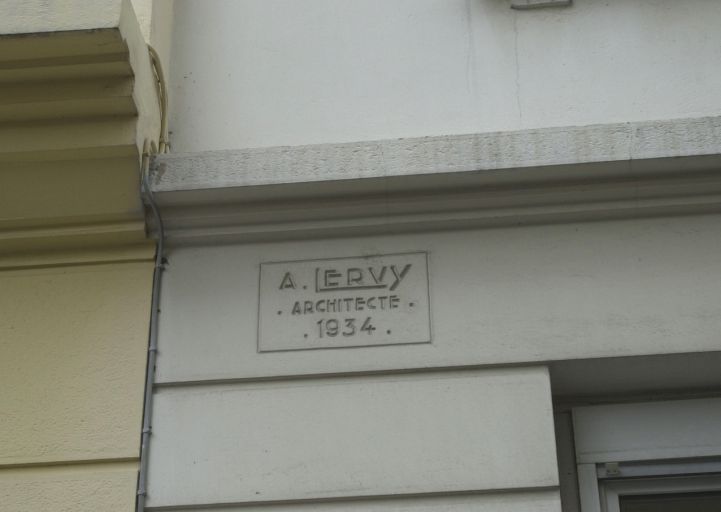 A. LERVY
. ARCHITECTE .
. 1934 .